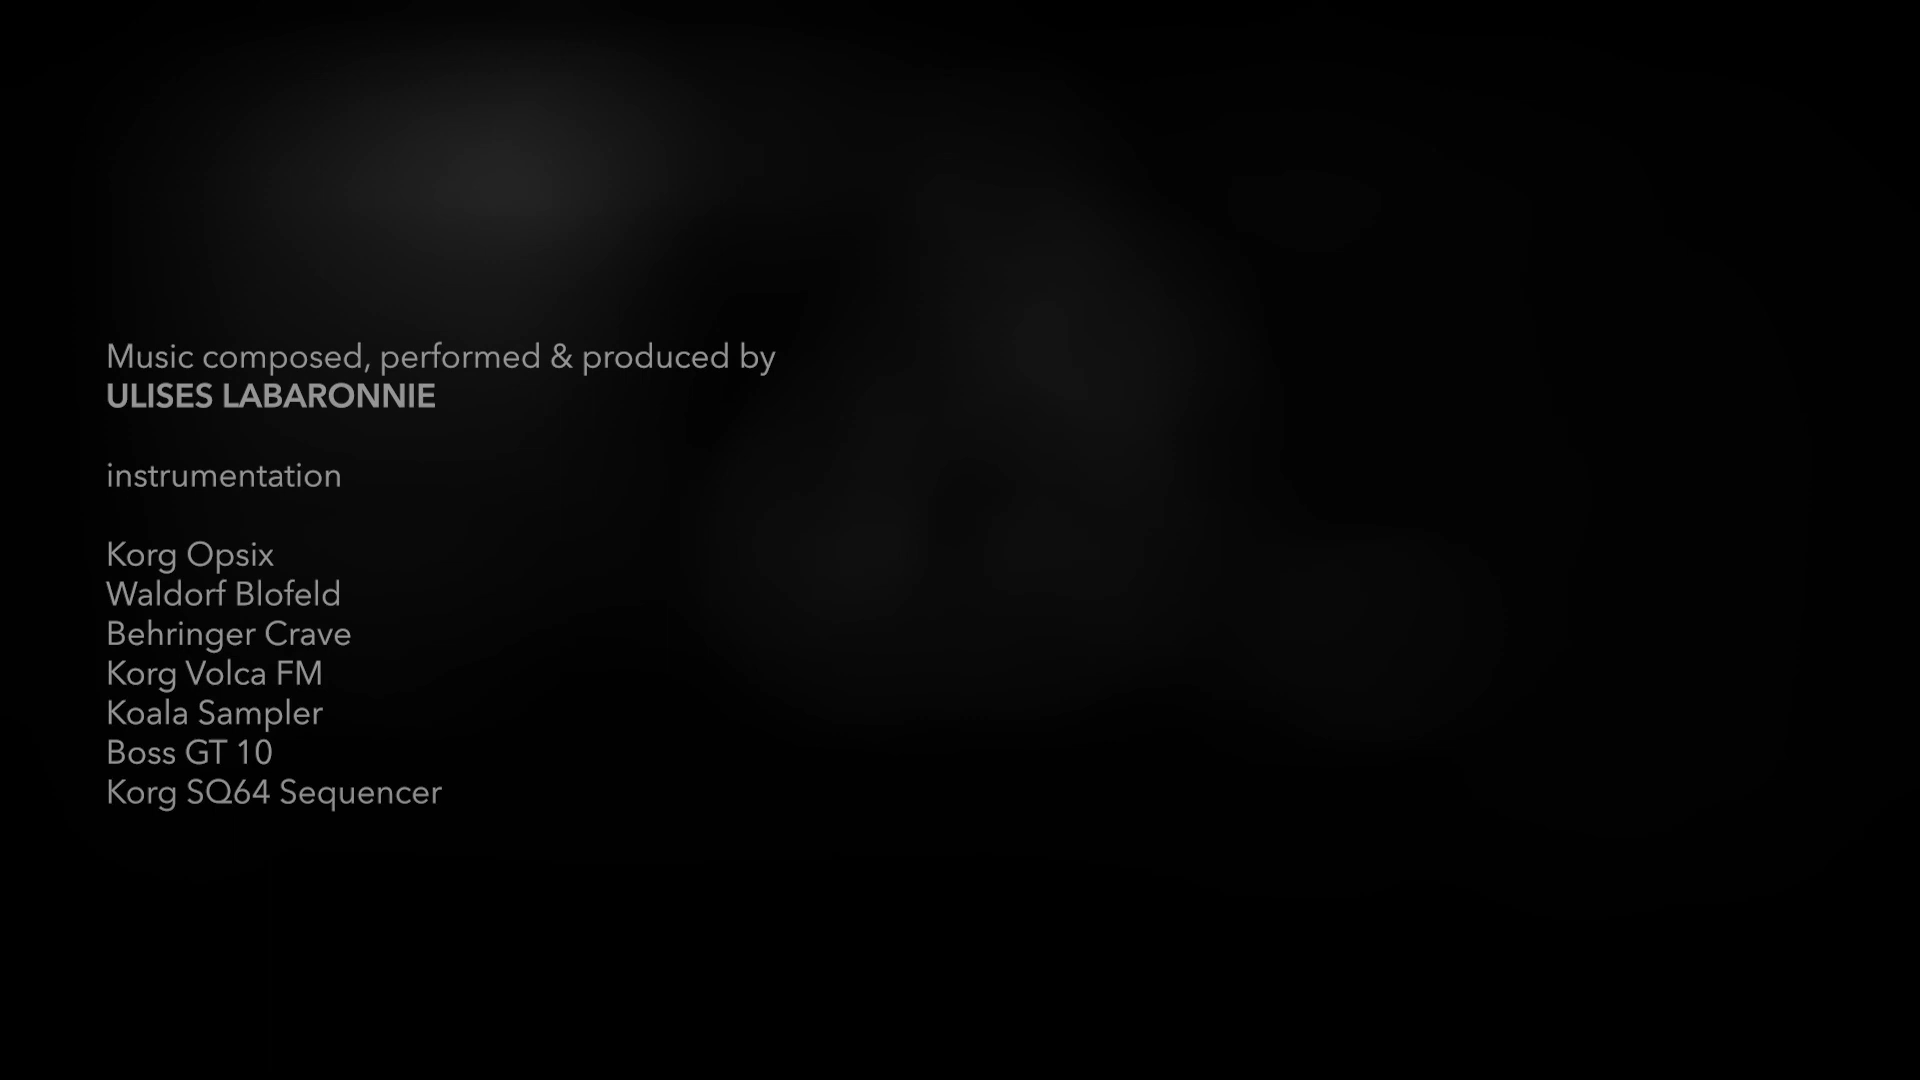 Music composed, performed & produced by
ULISES LABARONNIE
instrumentation
Korg Opsix
Waldorf Blofeld
Behringer Crave
Korg Volca FM
Koala Sampler
Boss GT 10
Korg SQ64 Sequencer